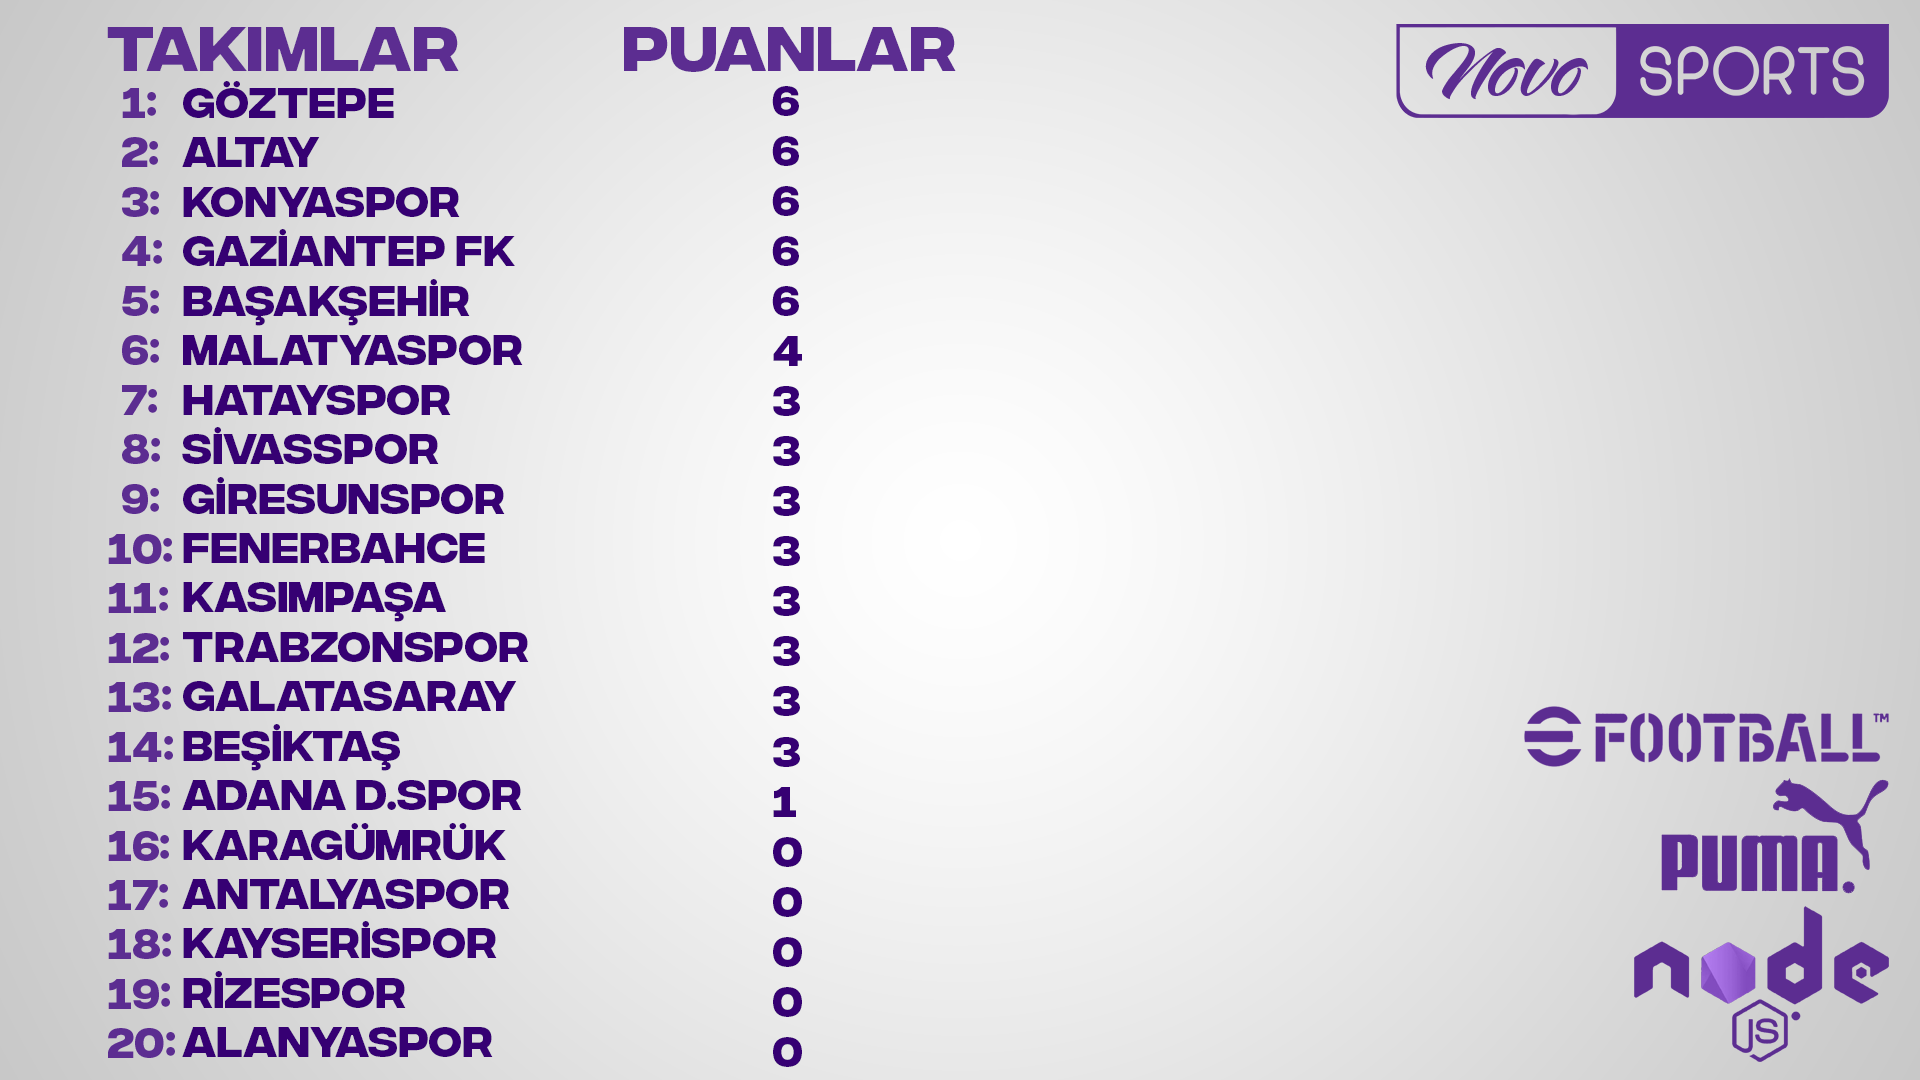 TAKIMLAR PUANLAR
1: GÖZTEPE 6
2: ALTAY 6
3: KONYASPOR 6
4: GAZİANTEP FK 6
5: BAŞAKŞEHİR 6
6: MALATYASPOR 4
7: HATAYSPOR 3
8: SİVASSPOR 3
9: GİRESUNSPOR 3
10: FENERBAHCE 3
11: KASIMPAŞA 3
12: TRABZONSPOR 3
13: GALATASARAY 3
14: BEŞİKTAŞ 3
15: ADANA D.SPOR 1
16: KARAGÜMRÜK 0
17: ANTALYASPOR 0
18: KAYSERİSPOR 0
19: RİZESPOR 0
20: ALANYASPOR 0
Novo SPORTS
eFOOTBALL™
PUMA
node
JS